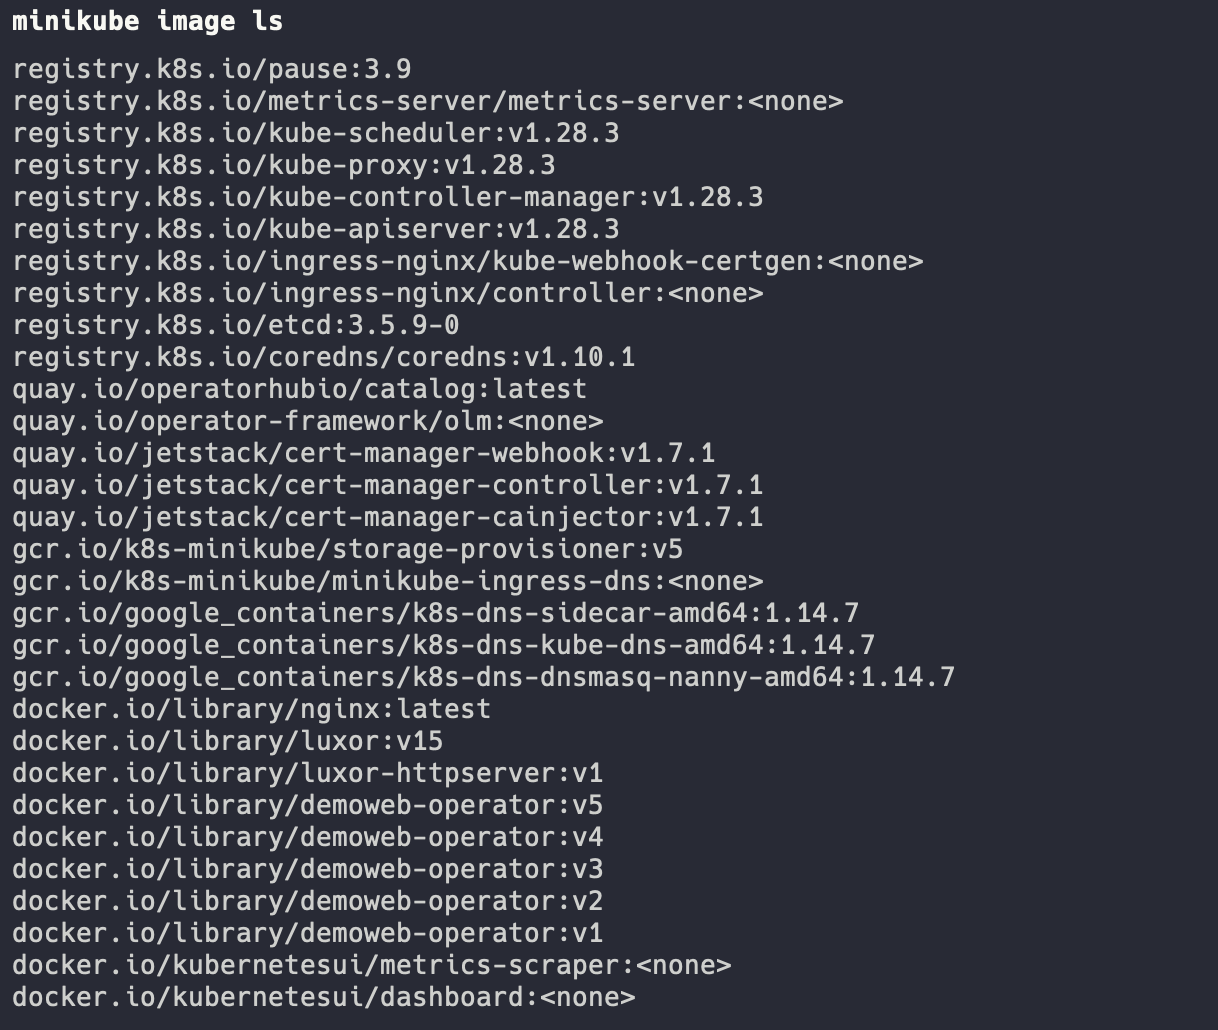 minikube image ls
registry.k8s.io/pause:3.9
registry.k8s.io/metrics-server/metrics-server:<none>
registry.k8s.io/kube-scheduler:v1.28.3
registry.k8s.io/kube-proxy:v1.28.3
registry.k8s.io/kube-controller-manager:v1.28.3
registry.k8s.io/kube-apiserver:v1.28.3
registry.k8s.io/ingress-nginx/kube-webhook-certgen:<none>
registry.k8s.io/ingress-nginx/controller:<none>
registry.k8s.io/etcd:3.5.9-0
registry.k8s.io/coredns/coredns:v1.10.1
quay.io/operatorhubio/catalog:latest
quay.io/operator-framework/olm:<none>
quay.io/jetstack/cert-manager-webhook:v1.7.1
quay.io/jetstack/cert-manager-controller:v1.7.1
quay.io/jetstack/cert-manager-cainjector:v1.7.1
gcr.io/k8s-minikube/storage-provisioner:v5
gcr.io/k8s-minikube/minikube-ingress-dns:<none>
gcr.io/google_containers/k8s-dns-sidecar-amd64:1.14.7
gcr.io/google_containers/k8s-dns-kube-dns-amd64:1.14.7
gcr.io/google_containers/k8s-dns-dnsmasq-nanny-amd64:1.14.7
docker.io/library/nginx:latest
docker.io/library/luxor:v15
docker.io/library/luxor-httpserver:v1
docker.io/library/demoweb-operator:v5
docker.io/library/demoweb-operator:v4
docker.io/library/demoweb-operator:v3
docker.io/library/demoweb-operator:v2
docker.io/library/demoweb-operator:v1
docker.io/kubernetesui/metrics-scraper:<none>
docker.io/kubernetesui/dashboard:<none>